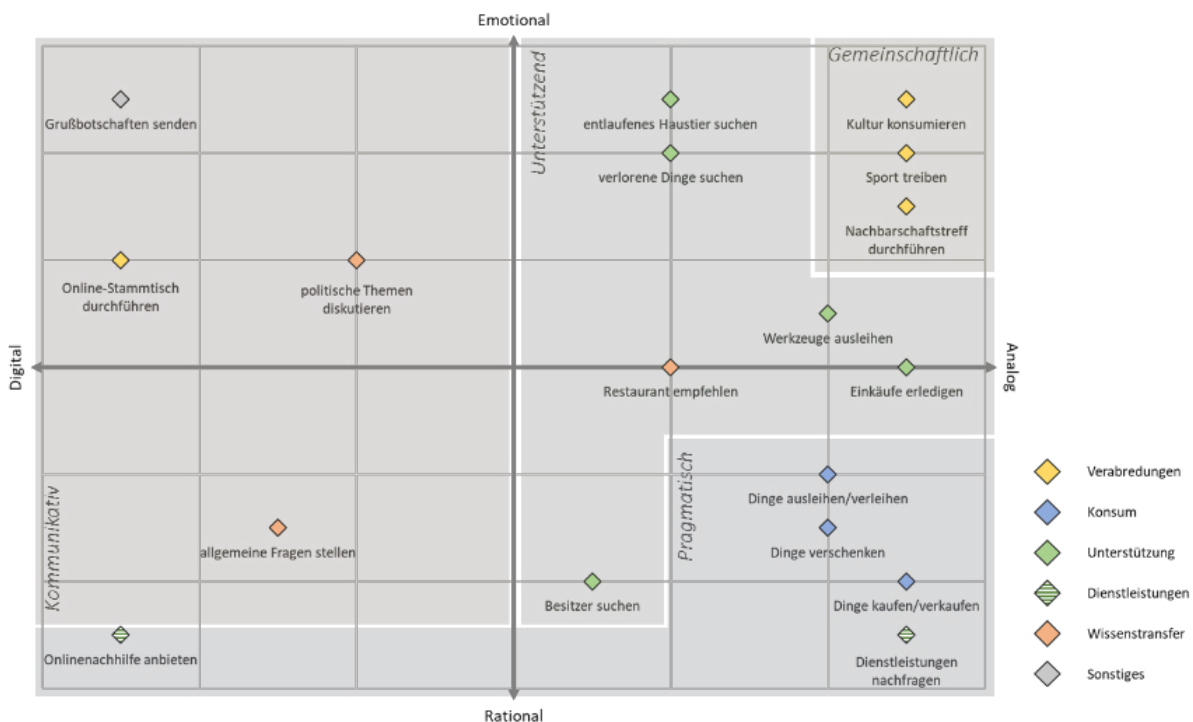 Emotional
Unterstützend
Gemeinschaftlich
Grußbotschaften senden
entlaufenes Haustier suchen
Kultur konsumieren
verlorene Dinge suchen
Sport treiben
Nachbarschaftstreff
durchführen
Online-Stammtisch
durchführen
politische Themen
diskutieren
Werkzeuge ausleihen
Digital
Analog
Restaurant empfehlen
Einkäufe erledigen
Kommunikativ
Pragmatisch
Dinge ausleihen/verleihen
allgemeine Fragen stellen
Dinge verschenken
Besitzer suchen
Dinge kaufen/verkaufen
Onlinenachhilfe anbieten
Dienstleistungen
nachfragen
Rational
Verabredungen
Konsum
Unterstützung
Dienstleistungen
Wissenstransfer
Sonstiges